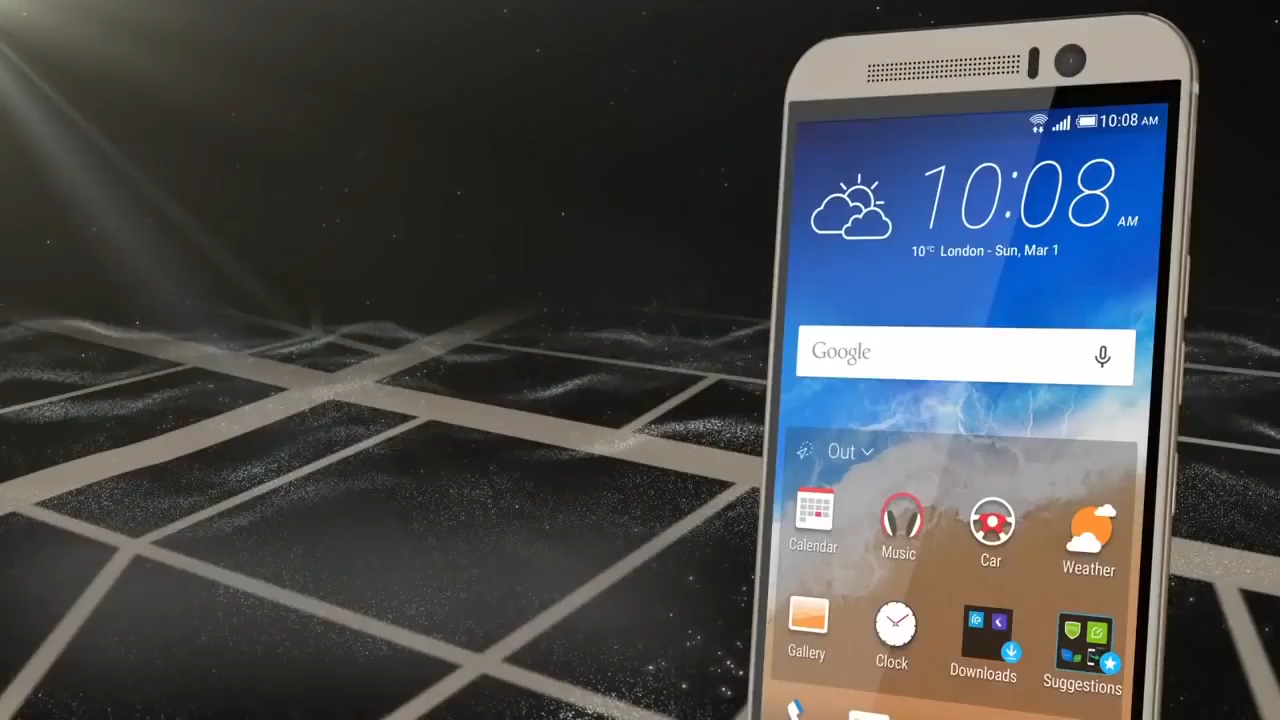 10:08 AM
10:08 AM
10°C London - Sun, Mar 1
Google
Out
Calendar
Music
Car
Weather
Gallery
Clock
Downloads
Suggestions